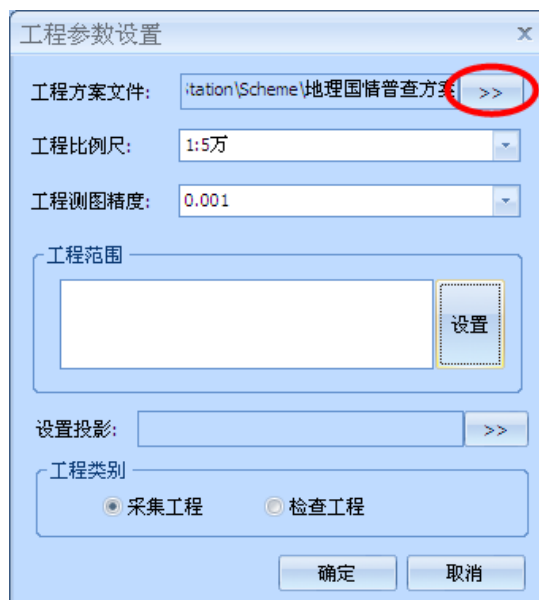 工程参数设置
工程方案文件: itation\Scheme\地理国情普查方案 >>
工程比例尺: 1:5万
工程测图精度: 0.001
工程范围
设置
设置投影: >>
工程类别
采集工程 检查工程
确定 取消